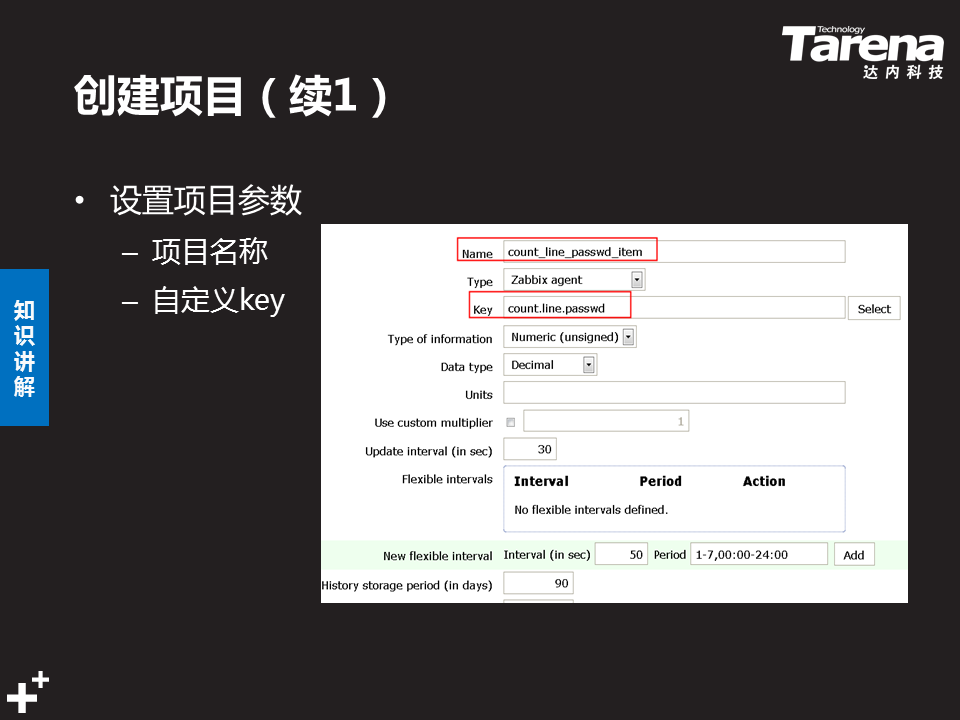 Technology
Tarena
达内科技
创建项目（续1）
• 设置项目参数
– 项目名称
– 自定义key
知识讲解
Name count_line_passwd_item
Type Zabbix agent
Key count.line.passwd Select
Type of information Numeric (unsigned)
Data type Decimal
Units
Use custom multiplier 1
Update interval (in sec) 30
Flexible intervals Interval Period Action
No flexible intervals defined.
New flexible interval Interval (in sec) 50 Period 1-7,00:00-24:00 Add
History storage period (in days) 90